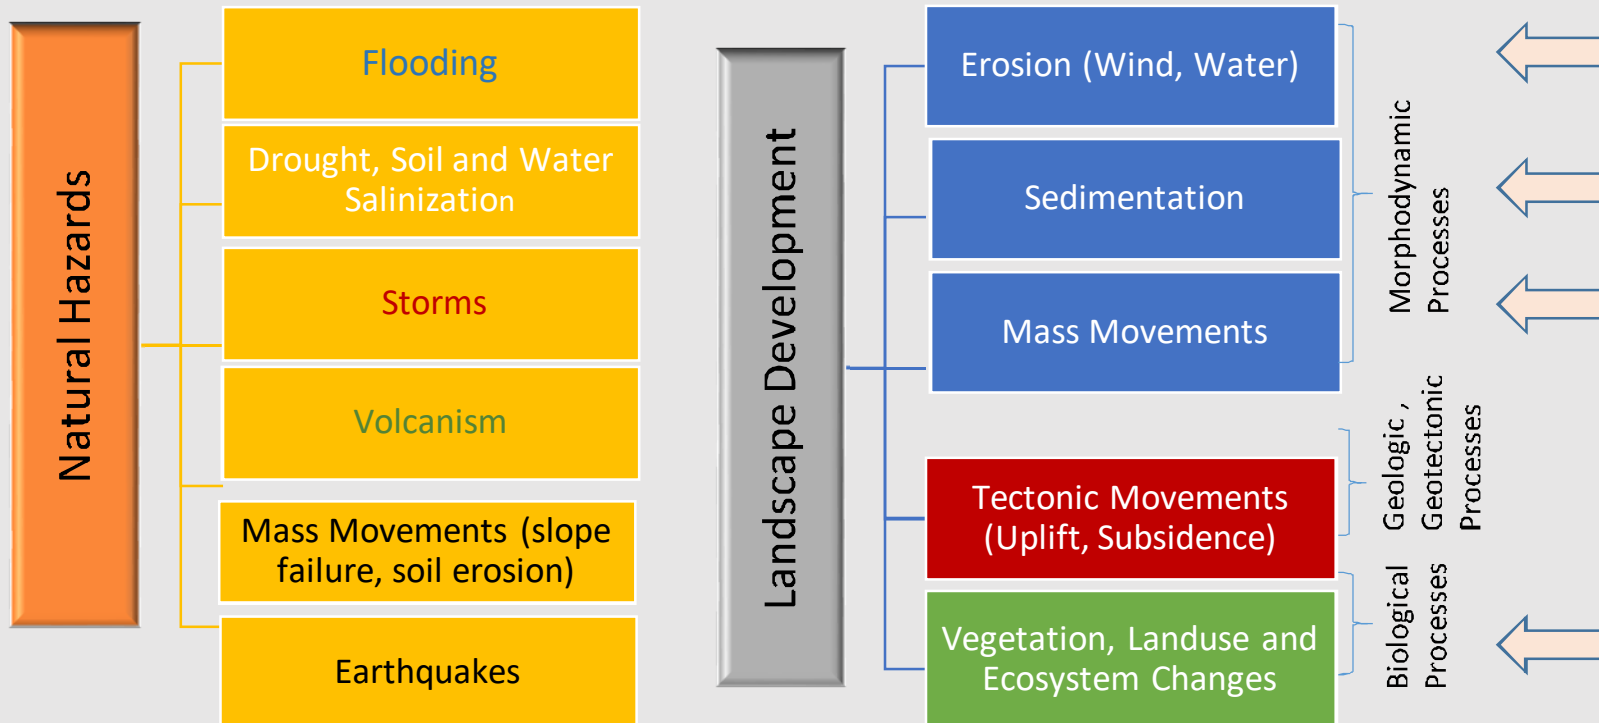 Natural Hazards
Flooding
Drought, Soil and Water
Salinization
Storms
Volcanism
Mass Movements (slope
failure, soil erosion)
Earthquakes
Landscape Development
Erosion (Wind, Water)
Sedimentation
Mass Movements
Tectonic Movements
(Uplift, Subsidence)
Vegetation, Landuse and
Ecosystem Changes
Morphodynamic
Processes
Geologic ,
Geotectonic
Processes
Biological
Processes